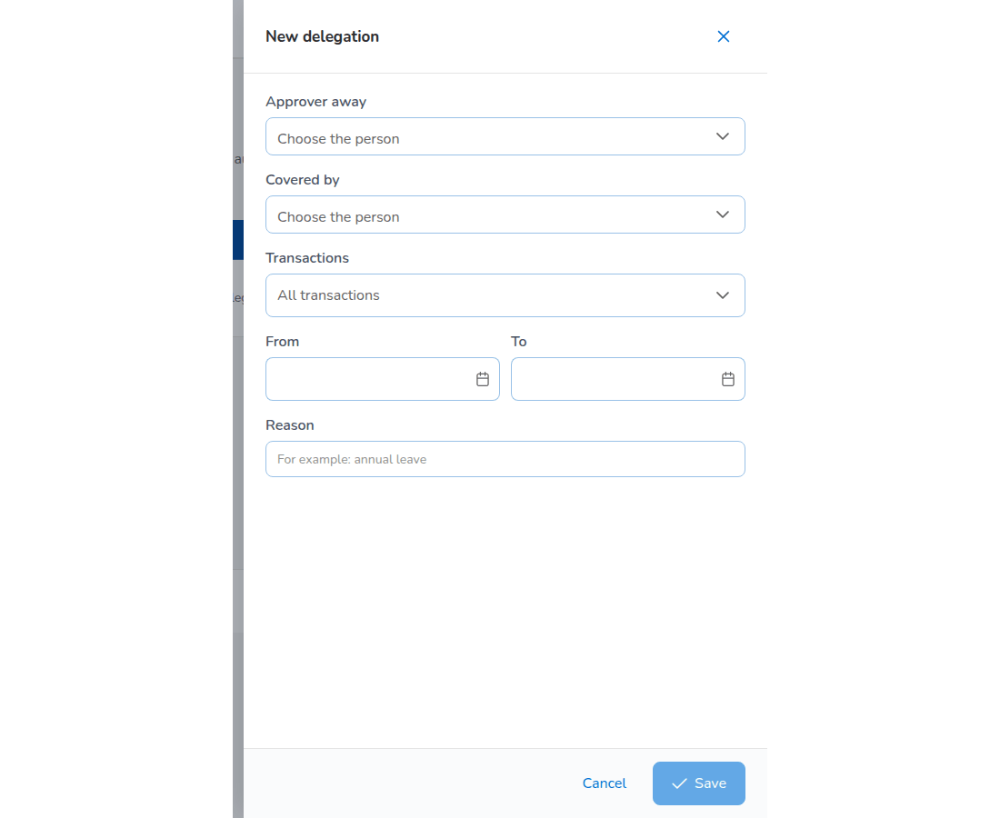 New delegation
Approver away
Choose the person
Covered by
Choose the person
Transactions
All transactions
From To
Reason
For example: annual leave
Cancel Save